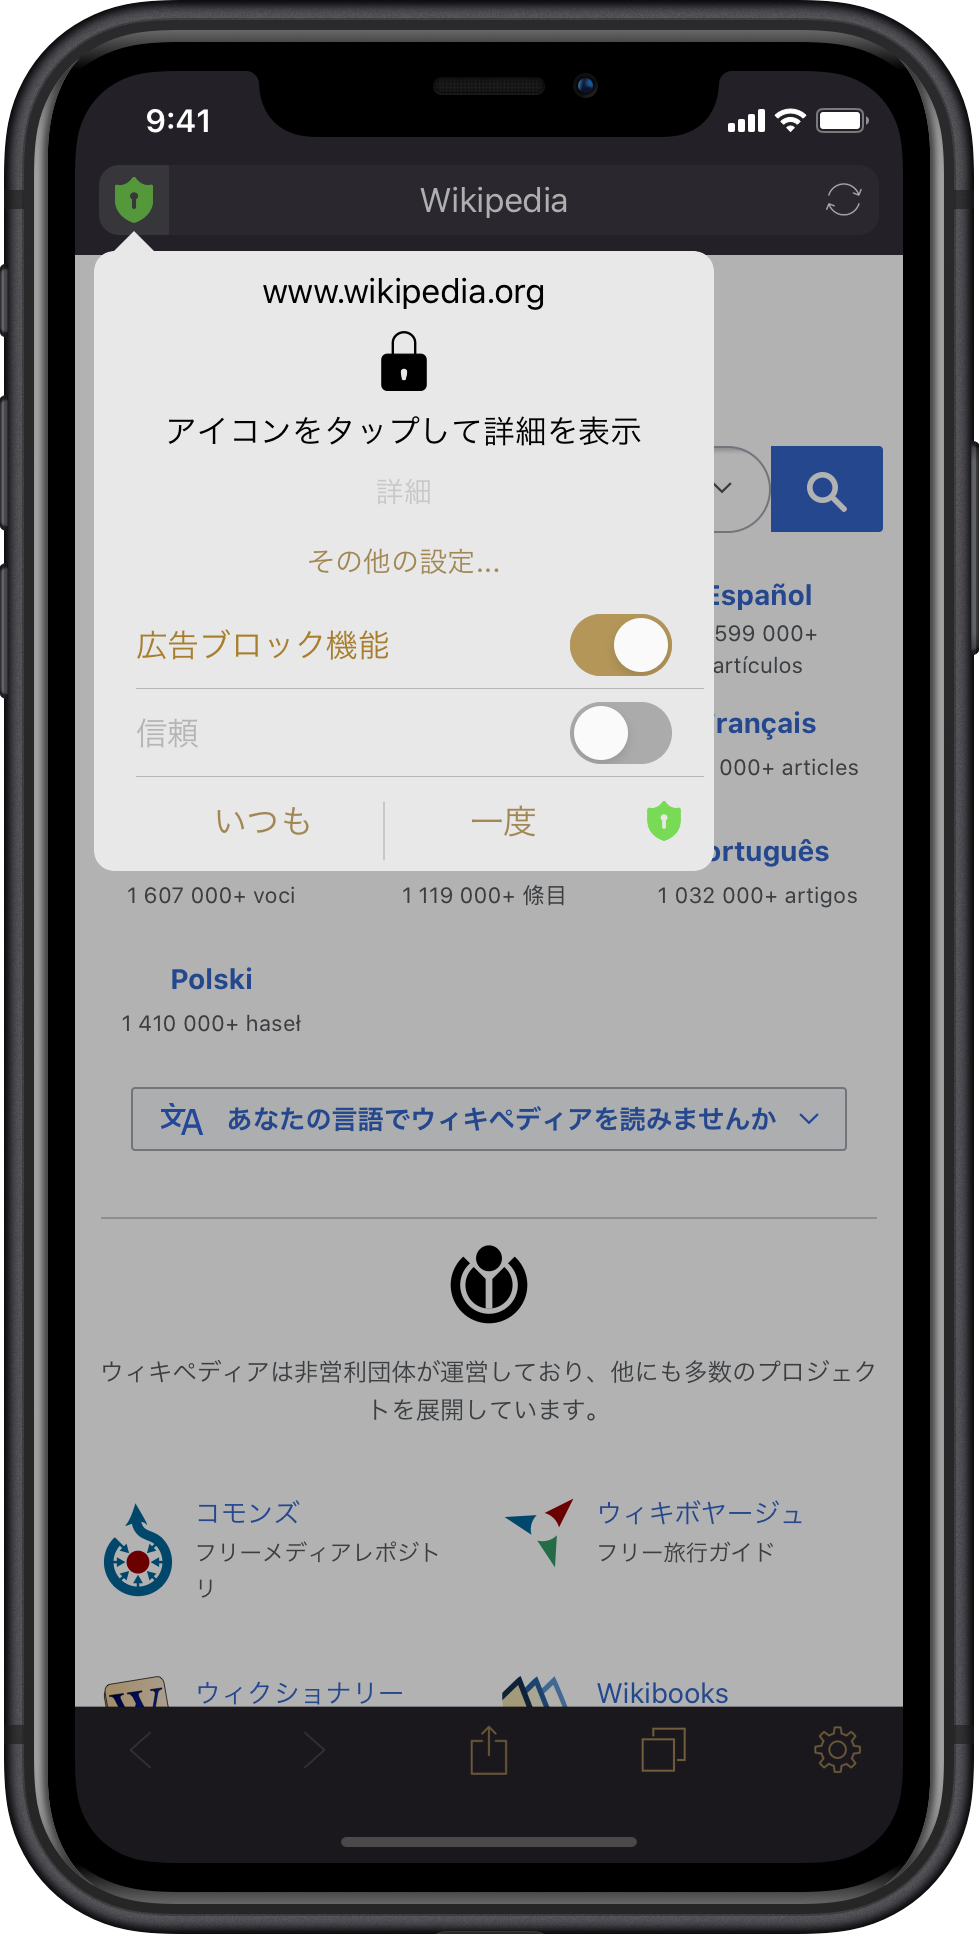 9:41
Wikipedia
www.wikipedia.org
アイコンをタップして詳細を表示
詳細
その他の設定...
広告ブロック機能
信頼
いつも
一度
Español
599 000+
artículos
rançais
000+ articles
ortuguês
1 607 000+ voci
1 119 000+ 條目
1 032 000+ artigos
Polski
1 410 000+ haseł
文A あなたの言語でウィキペディアを読みませんか
ウィキペディアは非営利団体が運営しており、他にも多数のプロジェク
トを展開しています。
コモンズ
フリーメディアレポジト
リ
ウィキボヤージュ
フリー旅行ガイド
W
ウィクショナリー
Wikibooks